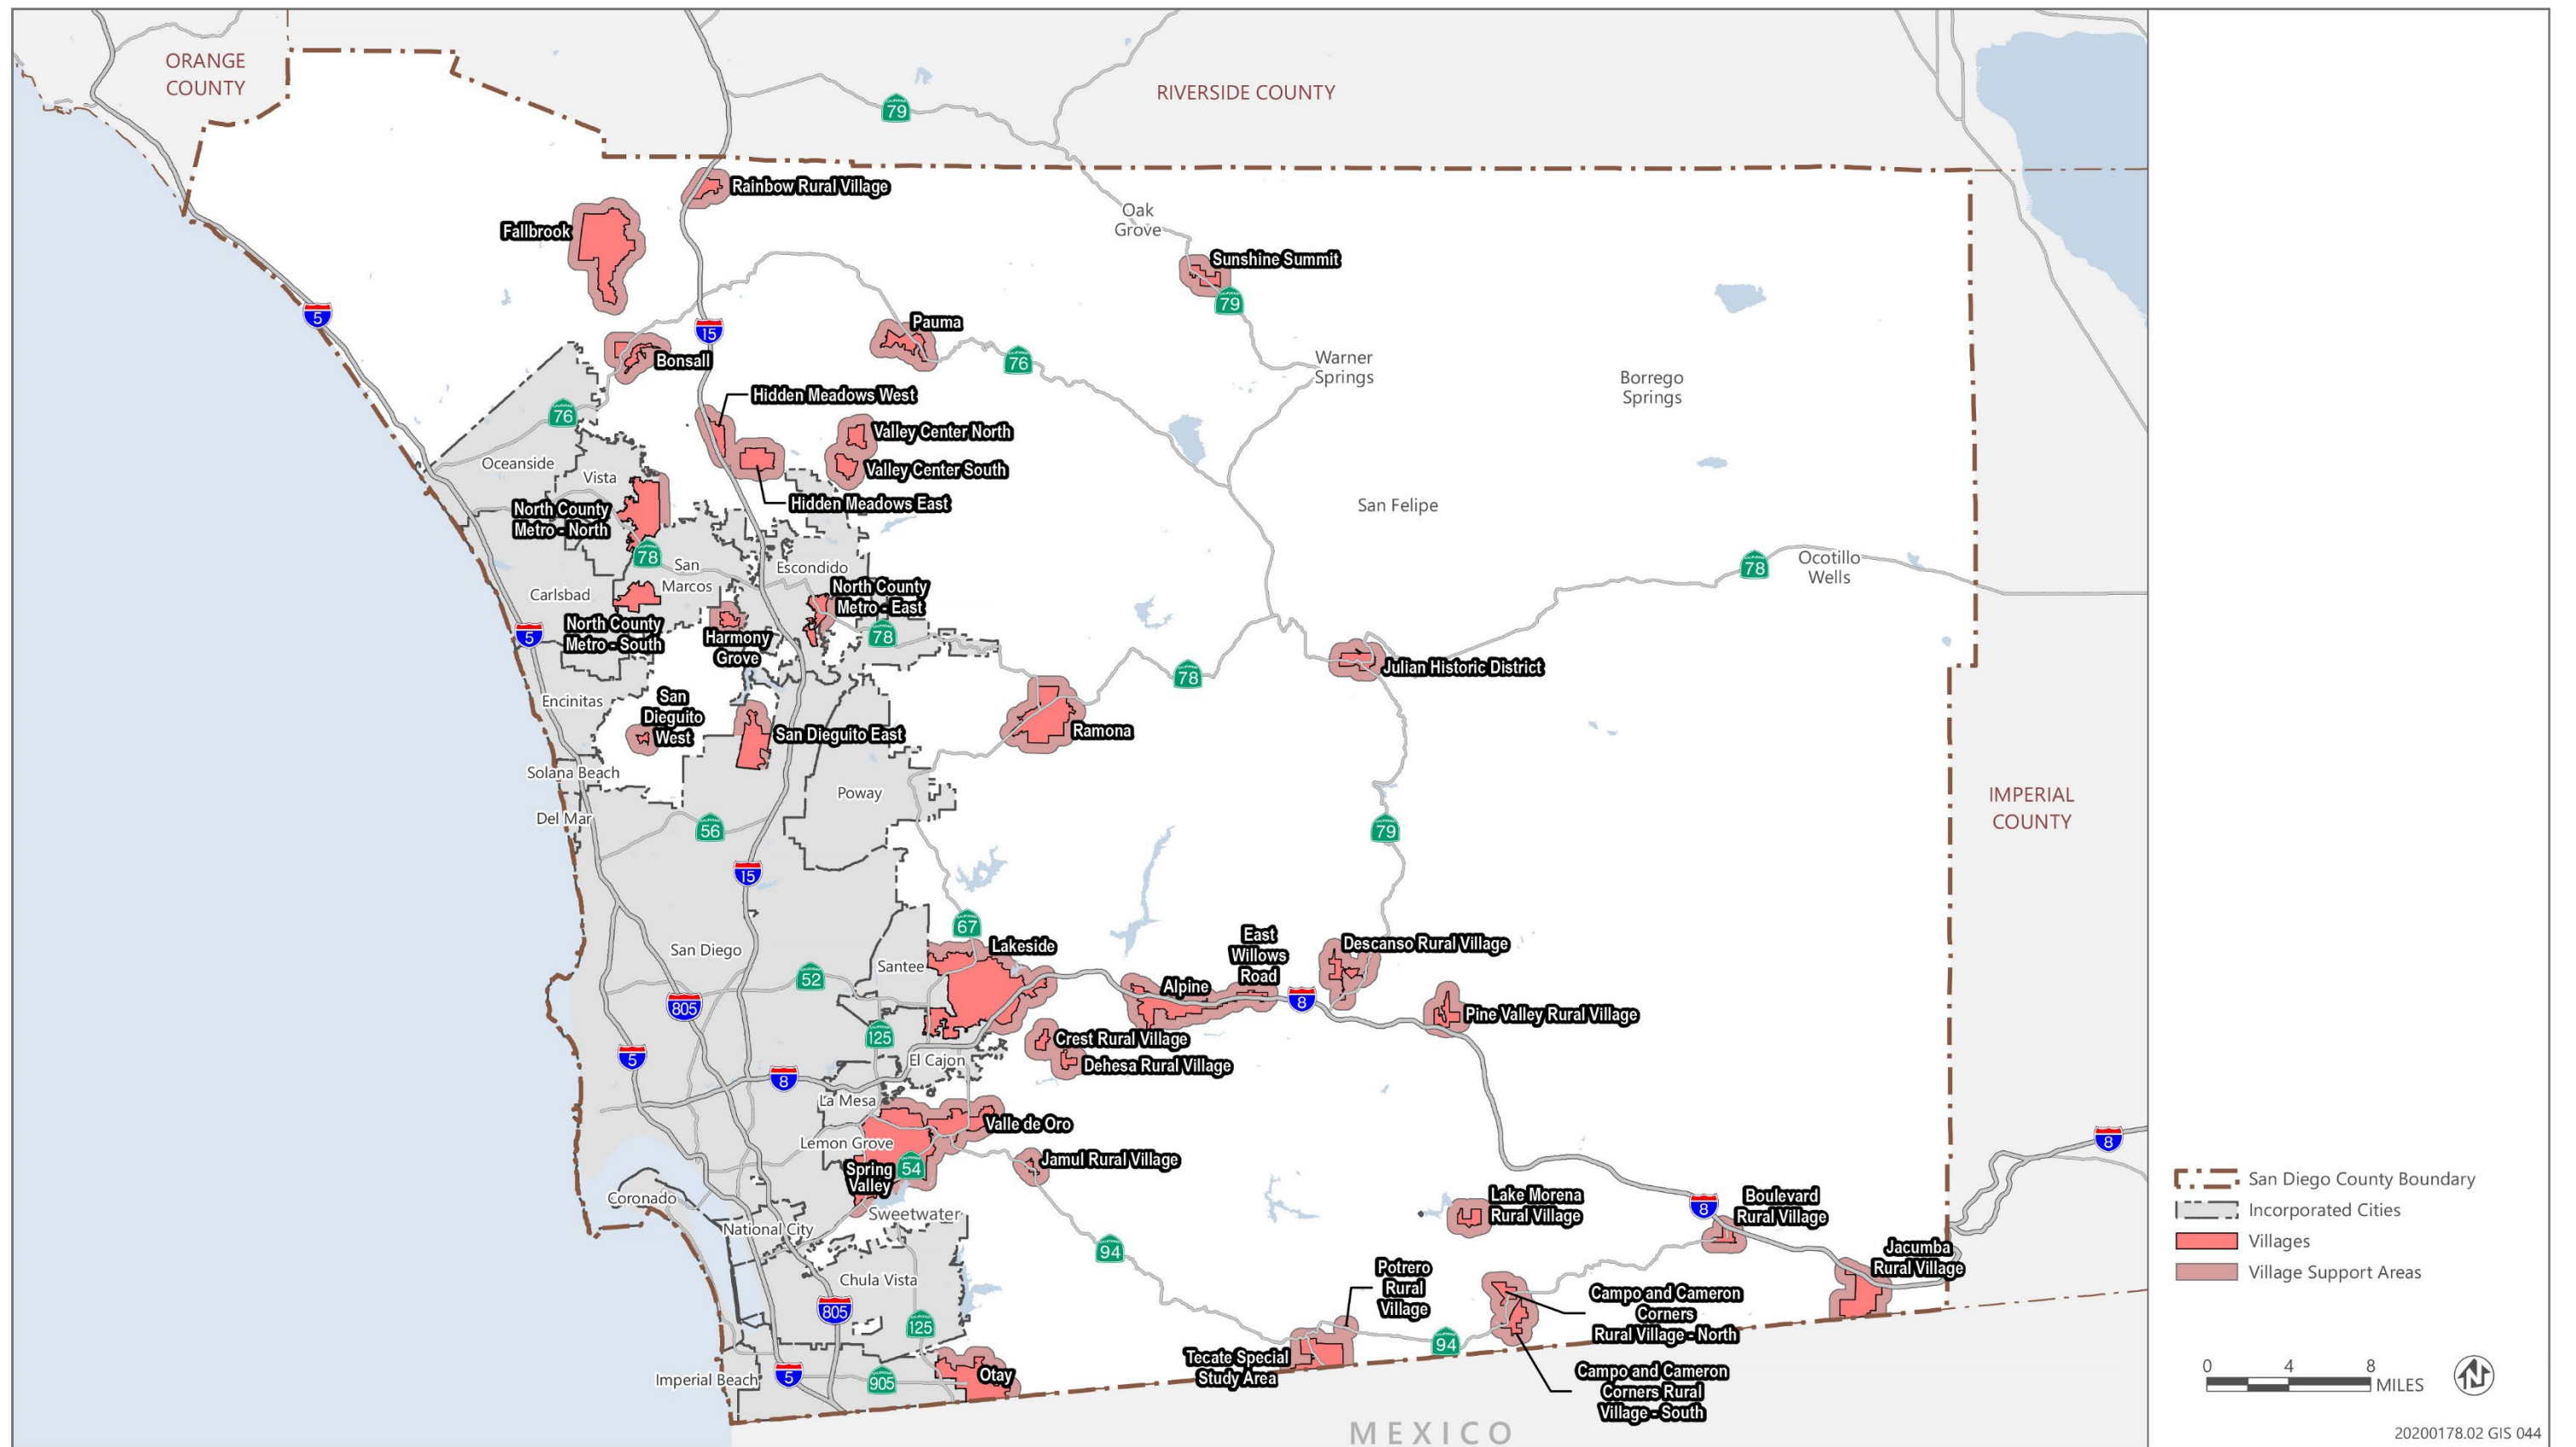 ORANGE
COUNTY
RIVERSIDE COUNTY
79
Rainbow Rural Village
Oak
Grove
Fallbrook
Sunshine Summit
79
5
15
Pauma
Bonsall
76
Warner
Springs
Borrego
Springs
Hidden Meadows West
76
Valley Center North
Oceanside
Valley Center South
Vista
Hidden Meadows East
San Felipe
North County
Metro - North
78
San
Marcos
Escondido
78
Ocotillo
Wells
Carlsbad
North County
Metro - East
North County
Metro - South
5
Harmony
Grove
78
Julian Historic District
78
Encinitas
San
Dieguito
West
San Dieguito East
Ramona
Solana Beach
Poway
IMPERIAL
COUNTY
Del Mar
56
79
15
67
San Diego
Santee
Lakeside
East
Willows
Road
Descanso Rural Village
52
Alpine
8
805
Pine Valley Rural Village
125
Crest Rural Village
5
El Cajon
Dehesa Rural Village
8
La Mesa
Valle de Oro
8
Lemon Grove
Spring
Valley
54
Jamul Rural Village
Coronado
Sweetwater
National City
Lake Morena
Rural Village
8
Boulevard
Rural Village
94
Jacumba
Rural Village
Chula Vista
Potrero
Rural
Village
Campo and Cameron
Corners
Rural Village - North
805
125
94
Tecate Special
Study Area
Imperial Beach
5
905
Otay
Campo and Cameron
Corners Rural
Village - South
MEXICO
San Diego County Boundary
Incorporated Cities
Villages
Village Support Areas
0 4 8
MILES
N
20200178.02 GIS 044